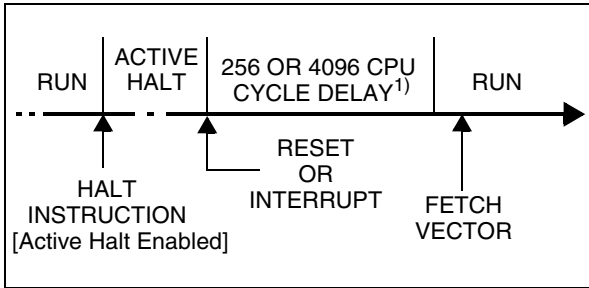 RUN
ACTIVE
HALT
256 OR 4096 CPU
CYCLE DELAY1)
RUN
HALT
INSTRUCTION
[Active Halt Enabled]
RESET
OR
INTERRUPT
FETCH
VECTOR